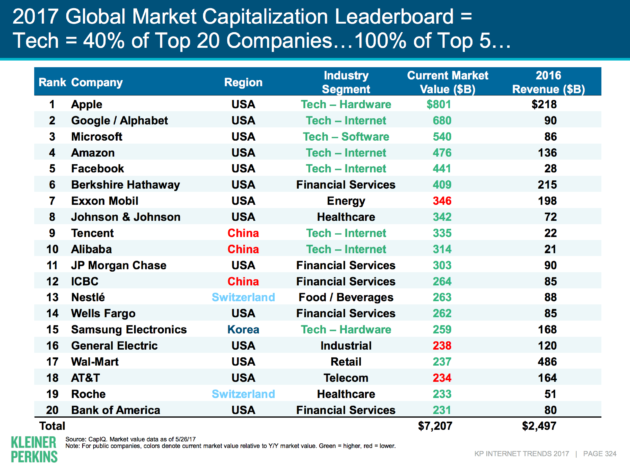 2017 Global Market Capitalization Leaderboard =
Tech = 40% of Top 20 Companies…100% of Top 5…
Rank Company Region Industry Segment Current Market Value ($B) 2016 Revenue ($B)
1 Apple USA Tech – Hardware $801 $218
2 Google / Alphabet USA Tech – Internet 680 90
3 Microsoft USA Tech – Software 540 86
4 Amazon USA Tech – Internet 476 136
5 Facebook USA Tech – Internet 441 28
6 Berkshire Hathaway USA Financial Services 409 215
7 Exxon Mobil USA Energy 346 198
8 Johnson & Johnson USA Healthcare 342 72
9 Tencent China Tech – Internet 335 22
10 Alibaba China Tech – Internet 314 21
11 JP Morgan Chase USA Financial Services 303 90
12 ICBC China Financial Services 264 85
13 Nestlé Switzerland Food / Beverages 263 88
14 Wells Fargo USA Financial Services 262 85
15 Samsung Electronics Korea Tech – Hardware 259 168
16 General Electric USA Industrial 238 120
17 Wal-Mart USA Retail 237 486
18 AT&T USA Telecom 234 164
19 Roche Switzerland Healthcare 233 51
20 Bank of America USA Financial Services 231 80
Total $7,207 $2,497
KLEINER
PERKINS
Source: CapIQ. Market value data as of 5/26/17
Note: For public companies, colors denote current market value relative to Y/Y market value. Green = higher, red = lower.
KP INTERNET TRENDS 2017 | PAGE 324